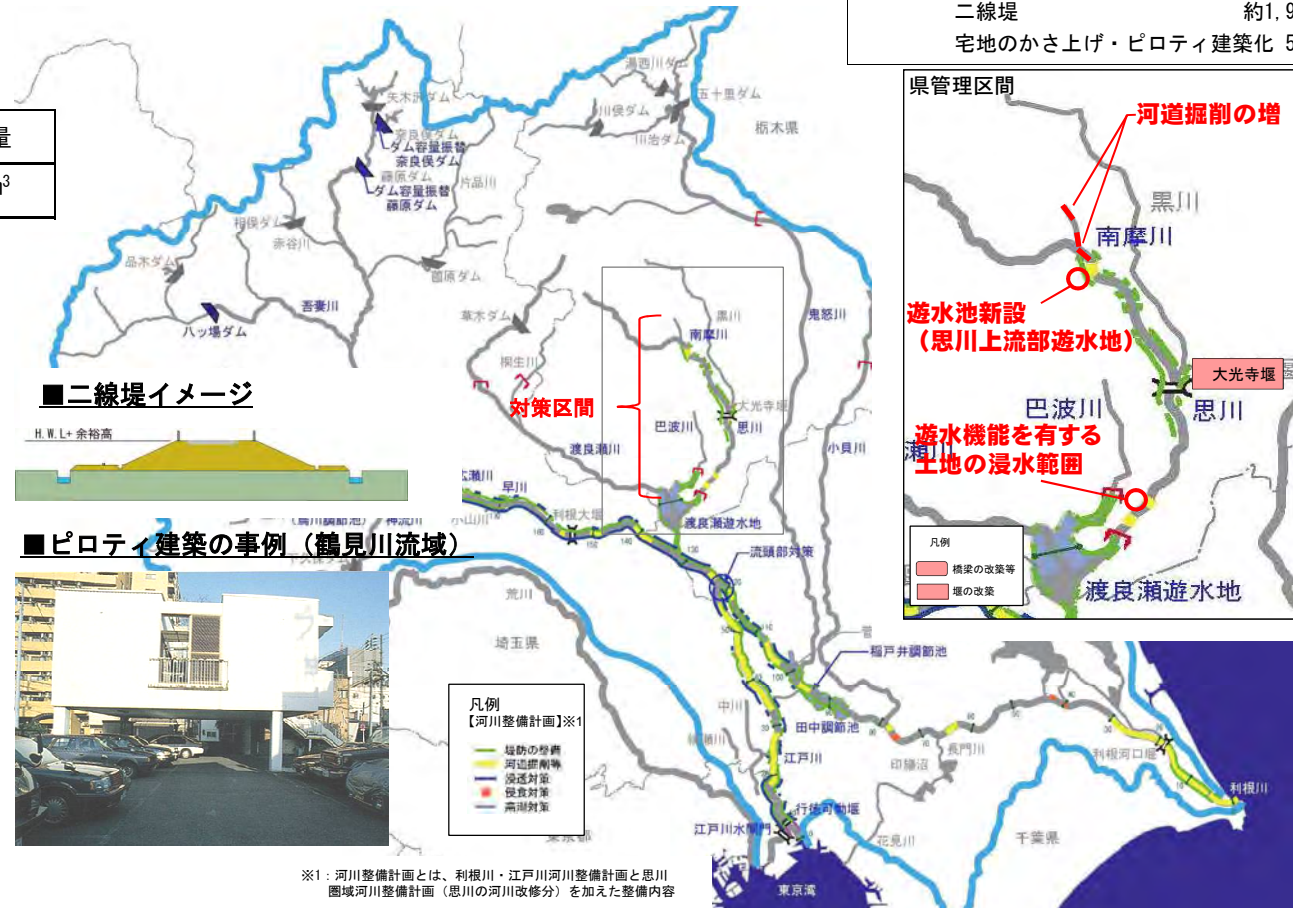 二線堤 約1,9
宅地のかさ上げ・ピロティ建築化 5
量
県管理区間
河道掘削の増
黒川
南摩川
遊水池新設
（思川上流部遊水地）
大光寺堰
思川
巴波川
遊水機能を有する
土地の浸水範囲
瀬川
渡良瀬遊水地
凡例
橋梁の改築等
堰の改築
湯西川ダム
五十里ダム
川俣ダム
川治ダム
栃木県
矢木沢ダム
奈良俣ダム
ダム容量振替
奈良俣ダム
藤原ダム
ダム容量振替
藤原ダム
片品川
相俣ダム
赤谷川
品木ダム
薗原ダム
八ッ場ダム
吾妻川
草木ダム
桐生川
黒川
南摩川
鬼怒川
対策区間
大光寺堰
巴波川
思川
小貝川
渡良瀬川
■二線堤イメージ
H.W.L+余裕高
広瀬川
早川
小山川
利根大堰
渡良瀬遊水地
神流川
流頭部対策
■ピロティ建築の事例（鶴見川流域）
荒川
埼玉県
稲戸井調節池
中川
田中調節池
江戸川
印旛沼
長門川
利根河口堰
利根川
行徳可動堰
江戸川水閘門
花見川
千葉県
東京湾
凡例
【河川整備計画】※1
堤防の整備
河道掘削等
浸透対策
侵食対策
高潮対策
※1：河川整備計画とは、利根川・江戸川河川整備計画と思川
圏域河川整備計画（思川の河川改修分）を加えた整備内容